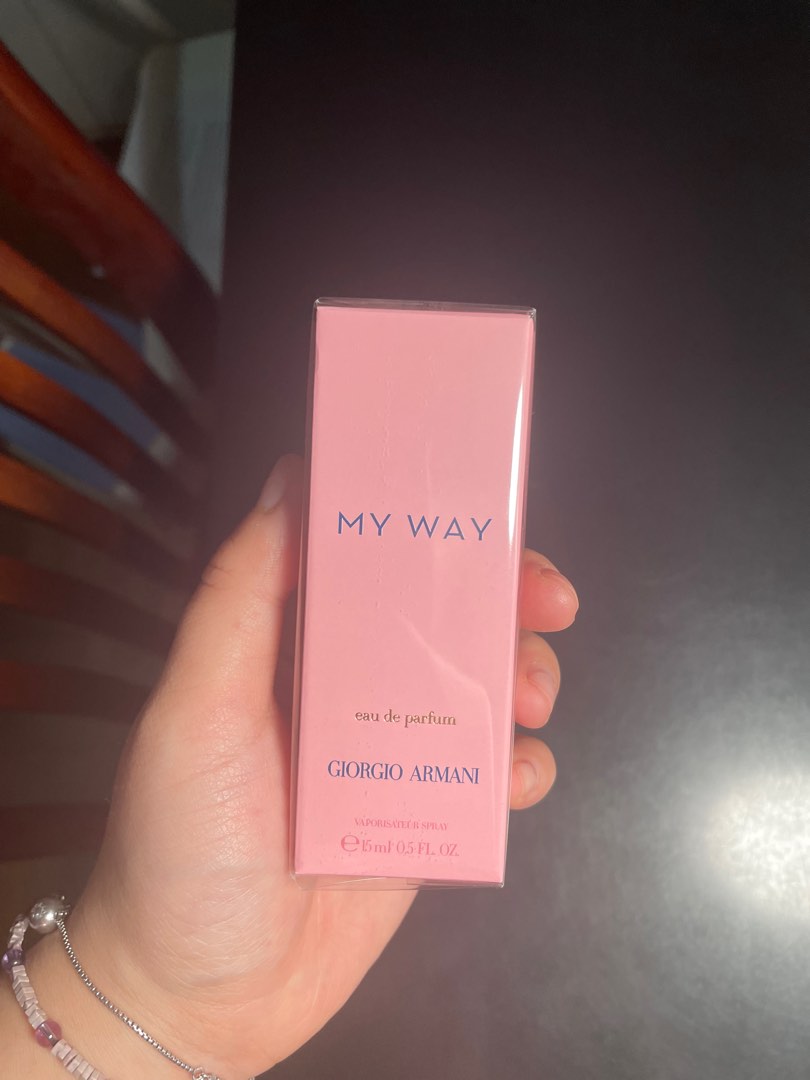 MY WAY
eau de parfum
GIORGIO ARMANI
VAPORISATEUR SPRAY
℮ 15 ml 0.5 FL. OZ.